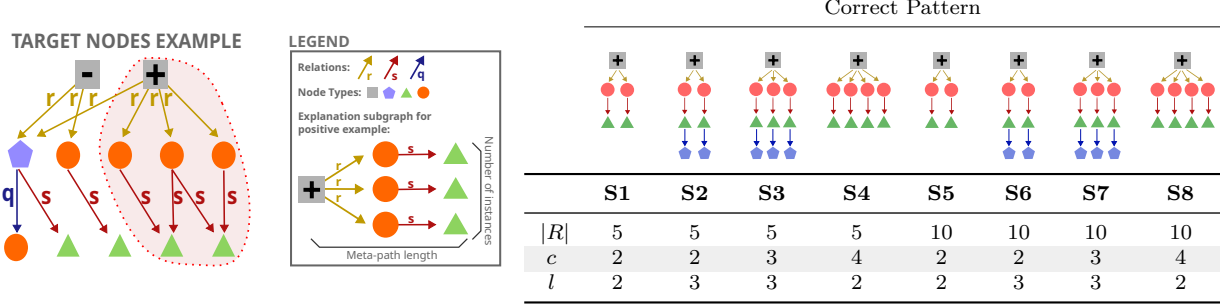 TARGET NODES EXAMPLE
- +
r r r r r r
q s s s s s
LEGEND
Relations: r s q
Node Types:
Explanation subgraph for
positive example:
+ r r r s s s
Number of instances
Meta-path length
Correct Pattern
+ + + + + + + +
S1 S2 S3 S4 S5 S6 S7 S8
|R| 5 5 5 5 10 10 10 10
c 2 2 3 4 2 2 3 4
l 2 3 3 2 2 3 3 2